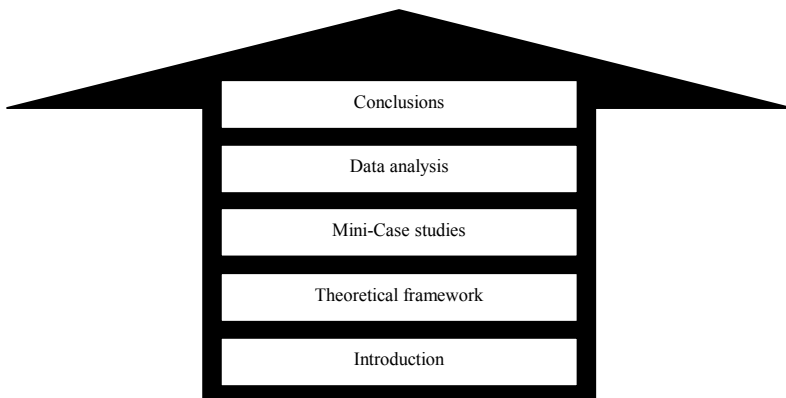 Conclusions
Data analysis
Mini-Case studies
Theoretical framework
Introduction